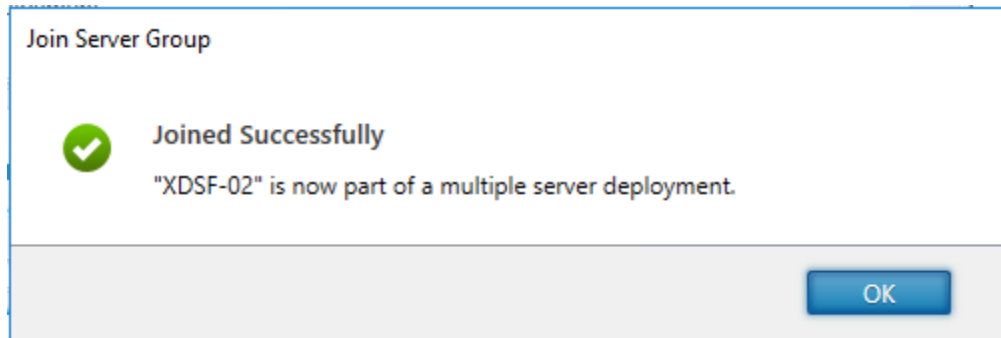 Join Server Group
Joined Successfully
"XDSF-02" is now part of a multiple server deployment.
OK